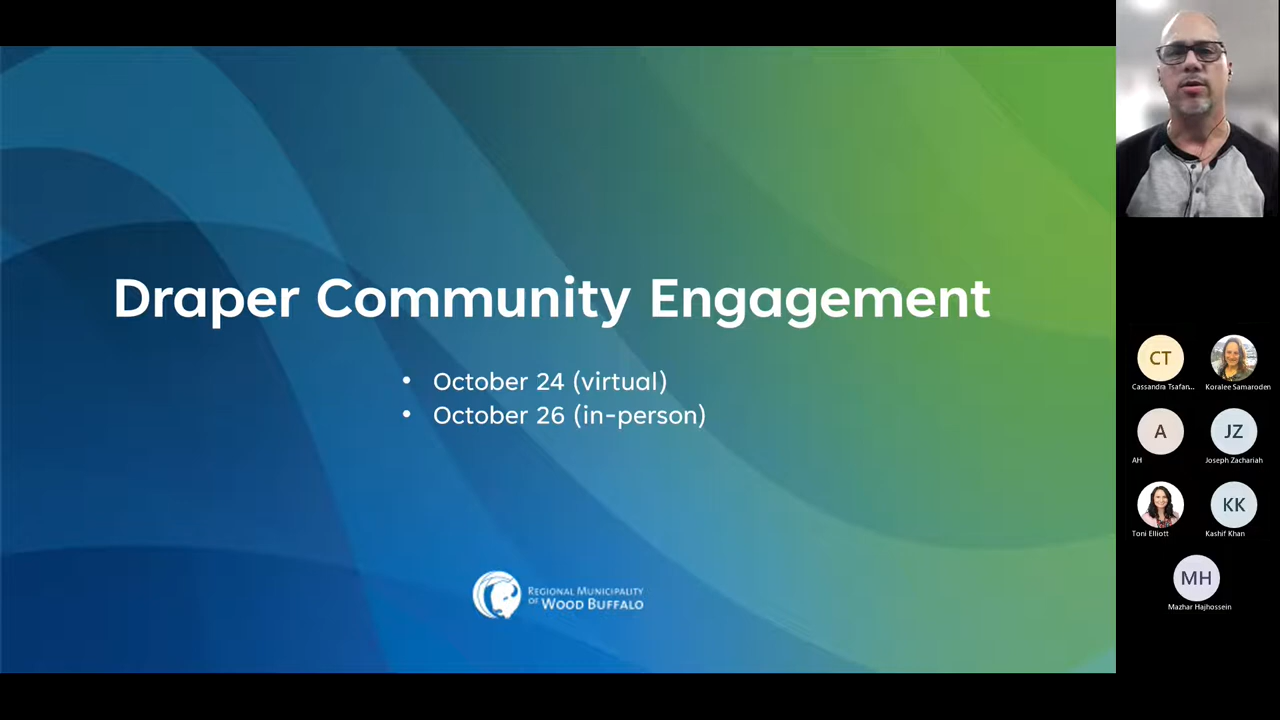 Draper Community Engagement
• October 24 (virtual)
• October 26 (in-person)
REGIONAL MUNICIPALITY
OF WOOD BUFFALO
CT
Cassandra Tsafan...
Koralee Samaroden
A
AH
JZ
Joseph Zachariah
Toni Elliott
KK
Kashif Khan
MH
Mazhar Hajhossein